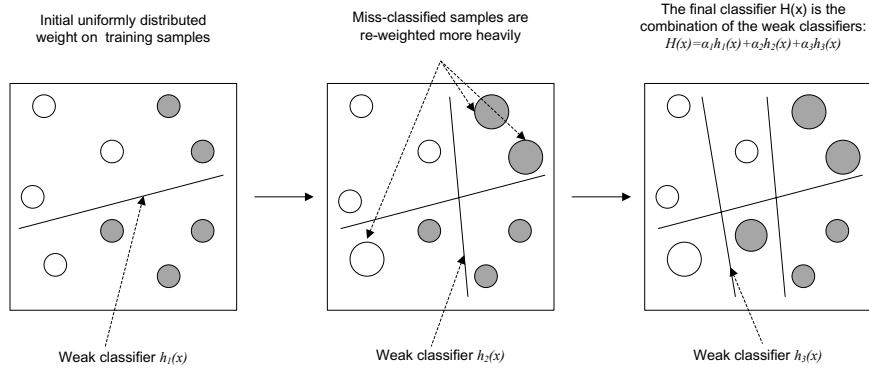 Initial uniformly distributed
weight on  training samples
Miss-classified samples are
re-weighted more heavily
The final classifier H(x) is the
combination of the weak classifiers:
H(x)=α₁h₁(x)+α₂h₂(x)+α₃h₃(x)
Weak classifier h₁(x)
Weak classifier h₂(x)
Weak classifier h₃(x)